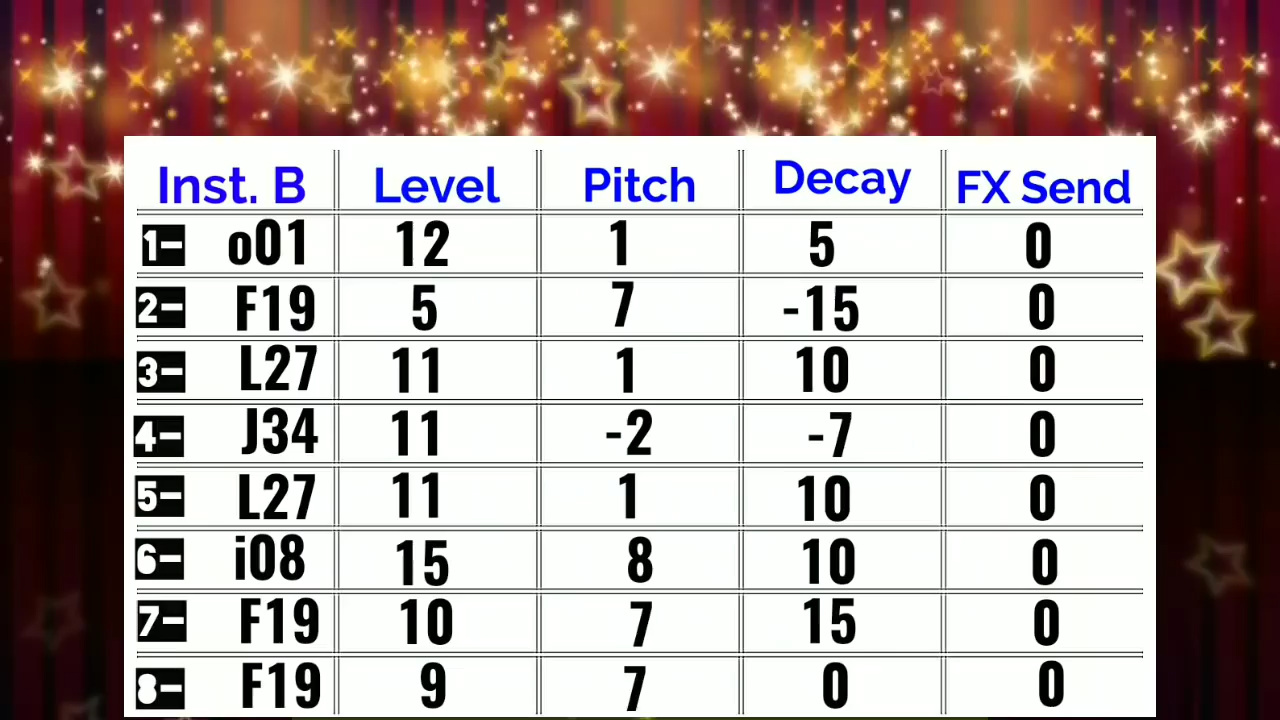 Inst. B Level Pitch Decay FX Send
1- o01 12 1 5 0
2- F19 5 7 -15 0
3- L27 11 1 10 0
4- J34 11 -2 -7 0
5- L27 11 1 10 0
6- i08 15 8 10 0
7- F19 10 7 15 0
8- F19 9 7 0 0